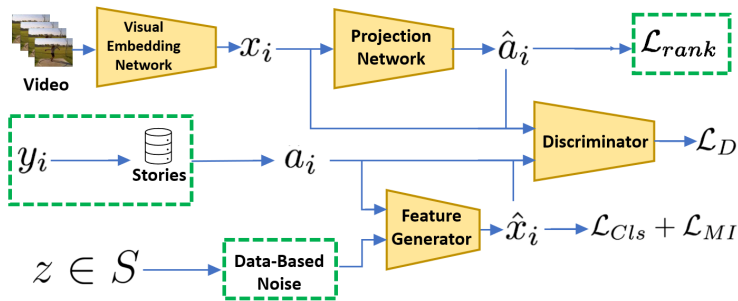 Video
Visual
Embedding
Network
x_i
Projection
Network
â_i
ℒ_rank
y_i
Stories
a_i
Discriminator
ℒ_D
Feature
Generator
x̂_i
ℒ_Cls + ℒ_MI
z ∈ S
Data-Based
Noise